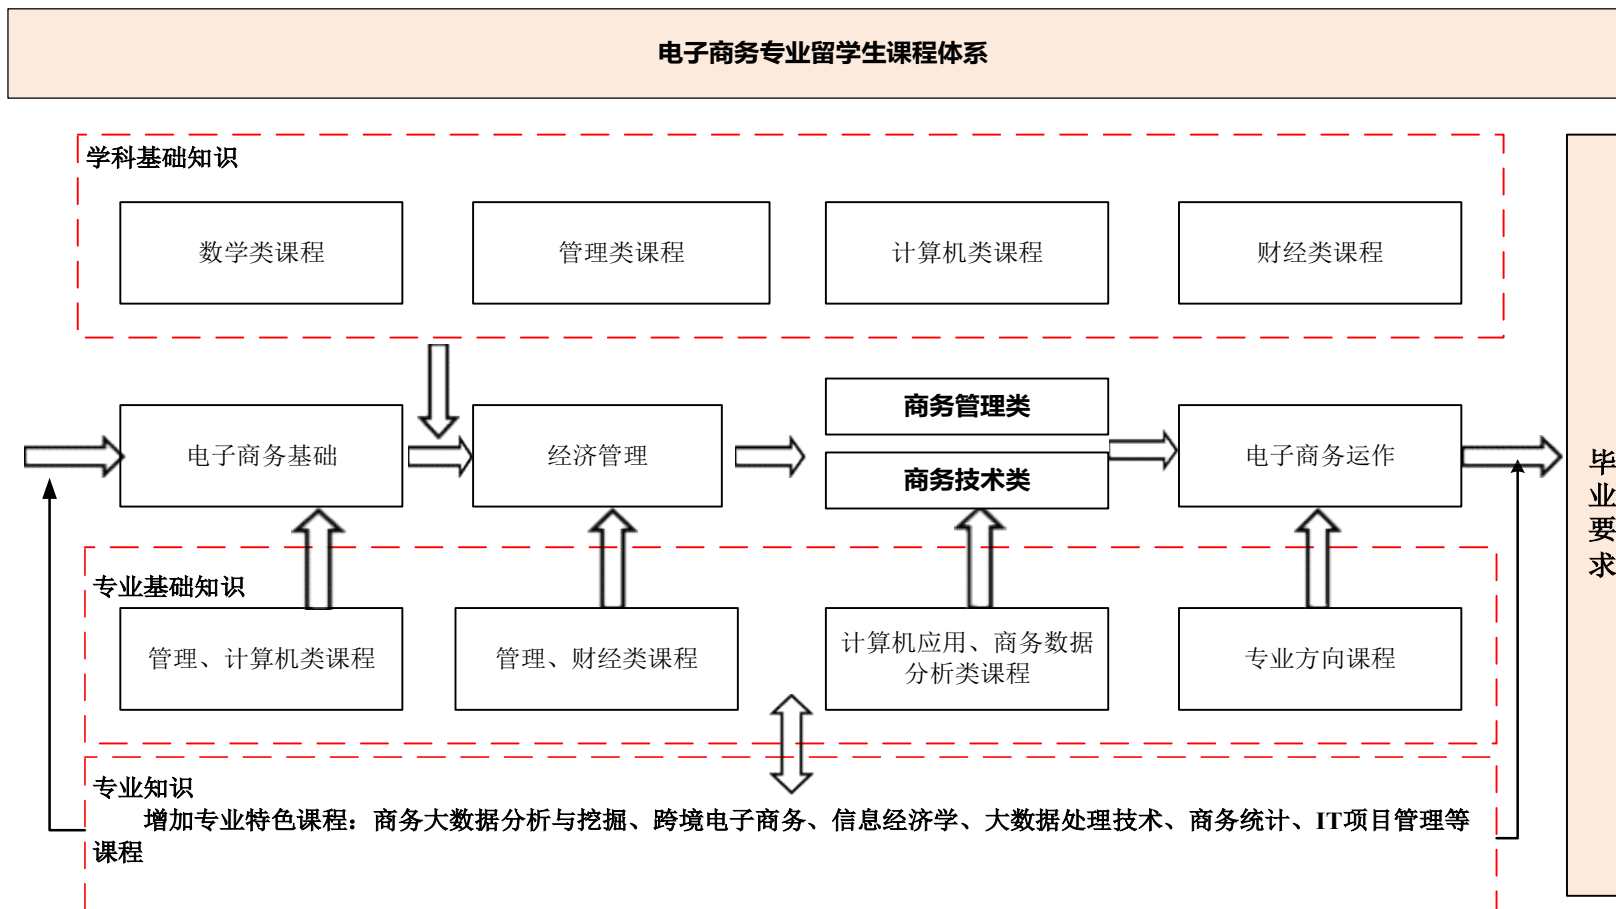 电子商务专业留学生课程体系
学科基础知识
数学类课程
管理类课程
计算机类课程
财经类课程
电子商务基础
经济管理
商务管理类
商务技术类
电子商务运作
毕
业
要
求
专业基础知识
管理、计算机类课程
管理、财经类课程
计算机应用、商务数据
分析类课程
专业方向课程
专业知识
增加专业特色课程：商务大数据分析与挖掘、跨境电子商务、信息经济学、大数据处理技术、商务统计、IT项目管理等
课程